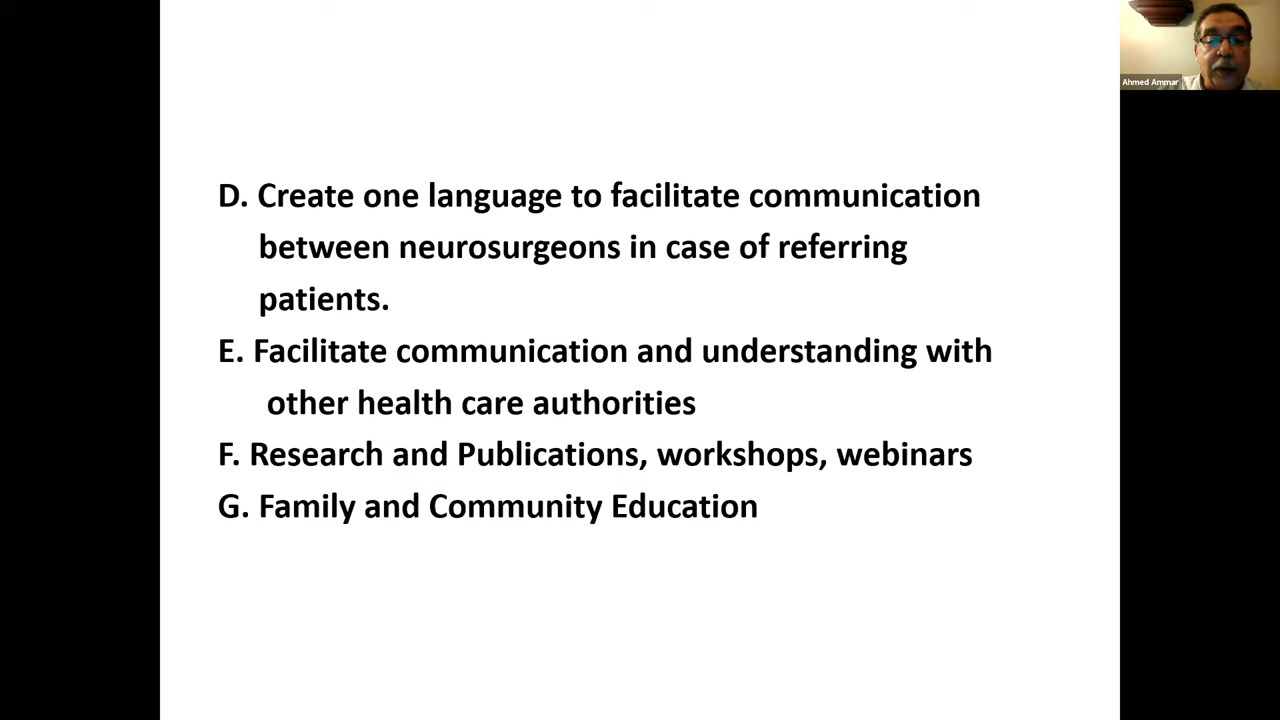 Ahmed Ammar
D. Create one language to facilitate communication
between neurosurgeons in case of referring
patients.
E. Facilitate communication and understanding with
other health care authorities
F. Research and Publications, workshops, webinars
G. Family and Community Education